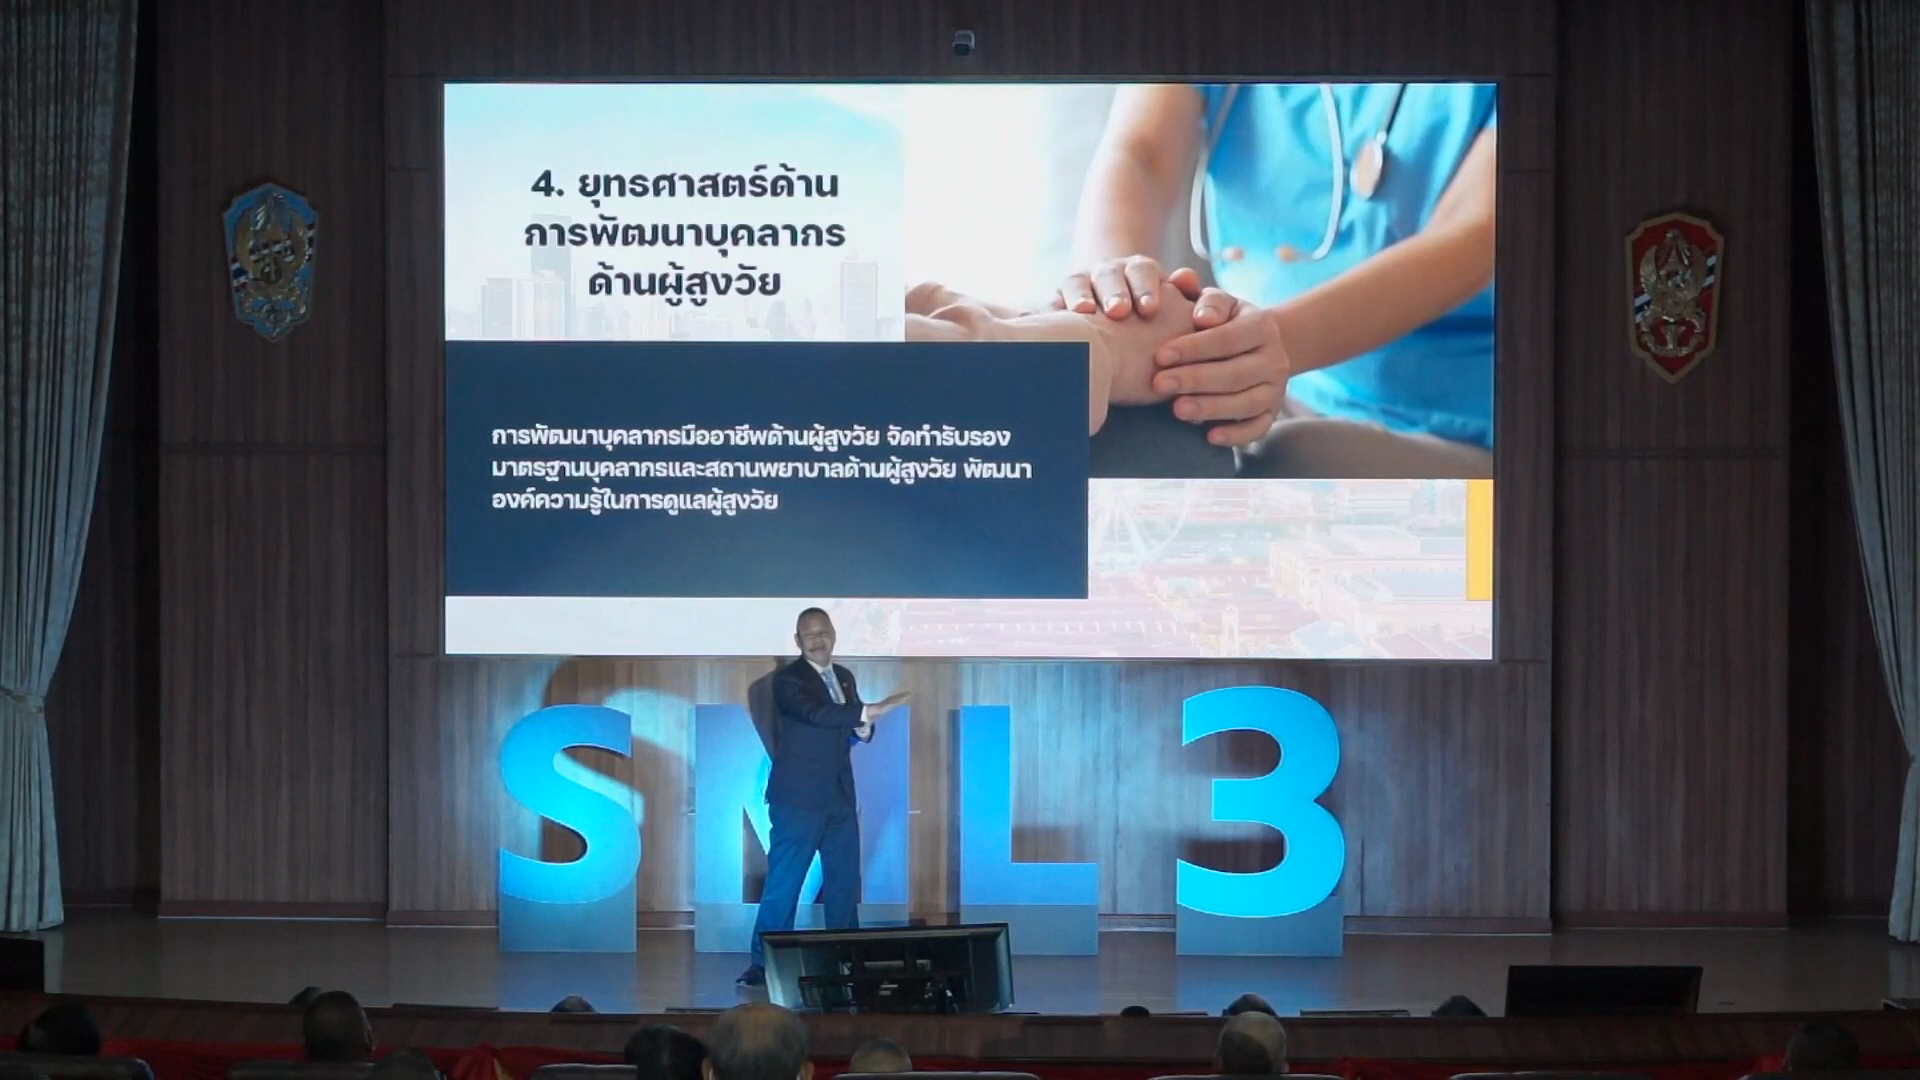 4. ยุทธศาสตร์ด้าน
การพัฒนาบุคลากร
ด้านผู้สูงวัย
การพัฒนาบุคลากรมืออาชีพด้านผู้สูงวัย จัดทำรับรอง
มาตรฐานบุคลากรและสถานพยาบาลด้านผู้สูงวัย พัฒนา
องค์ความรู้ในการดูแลผู้สูงวัย
SML 3